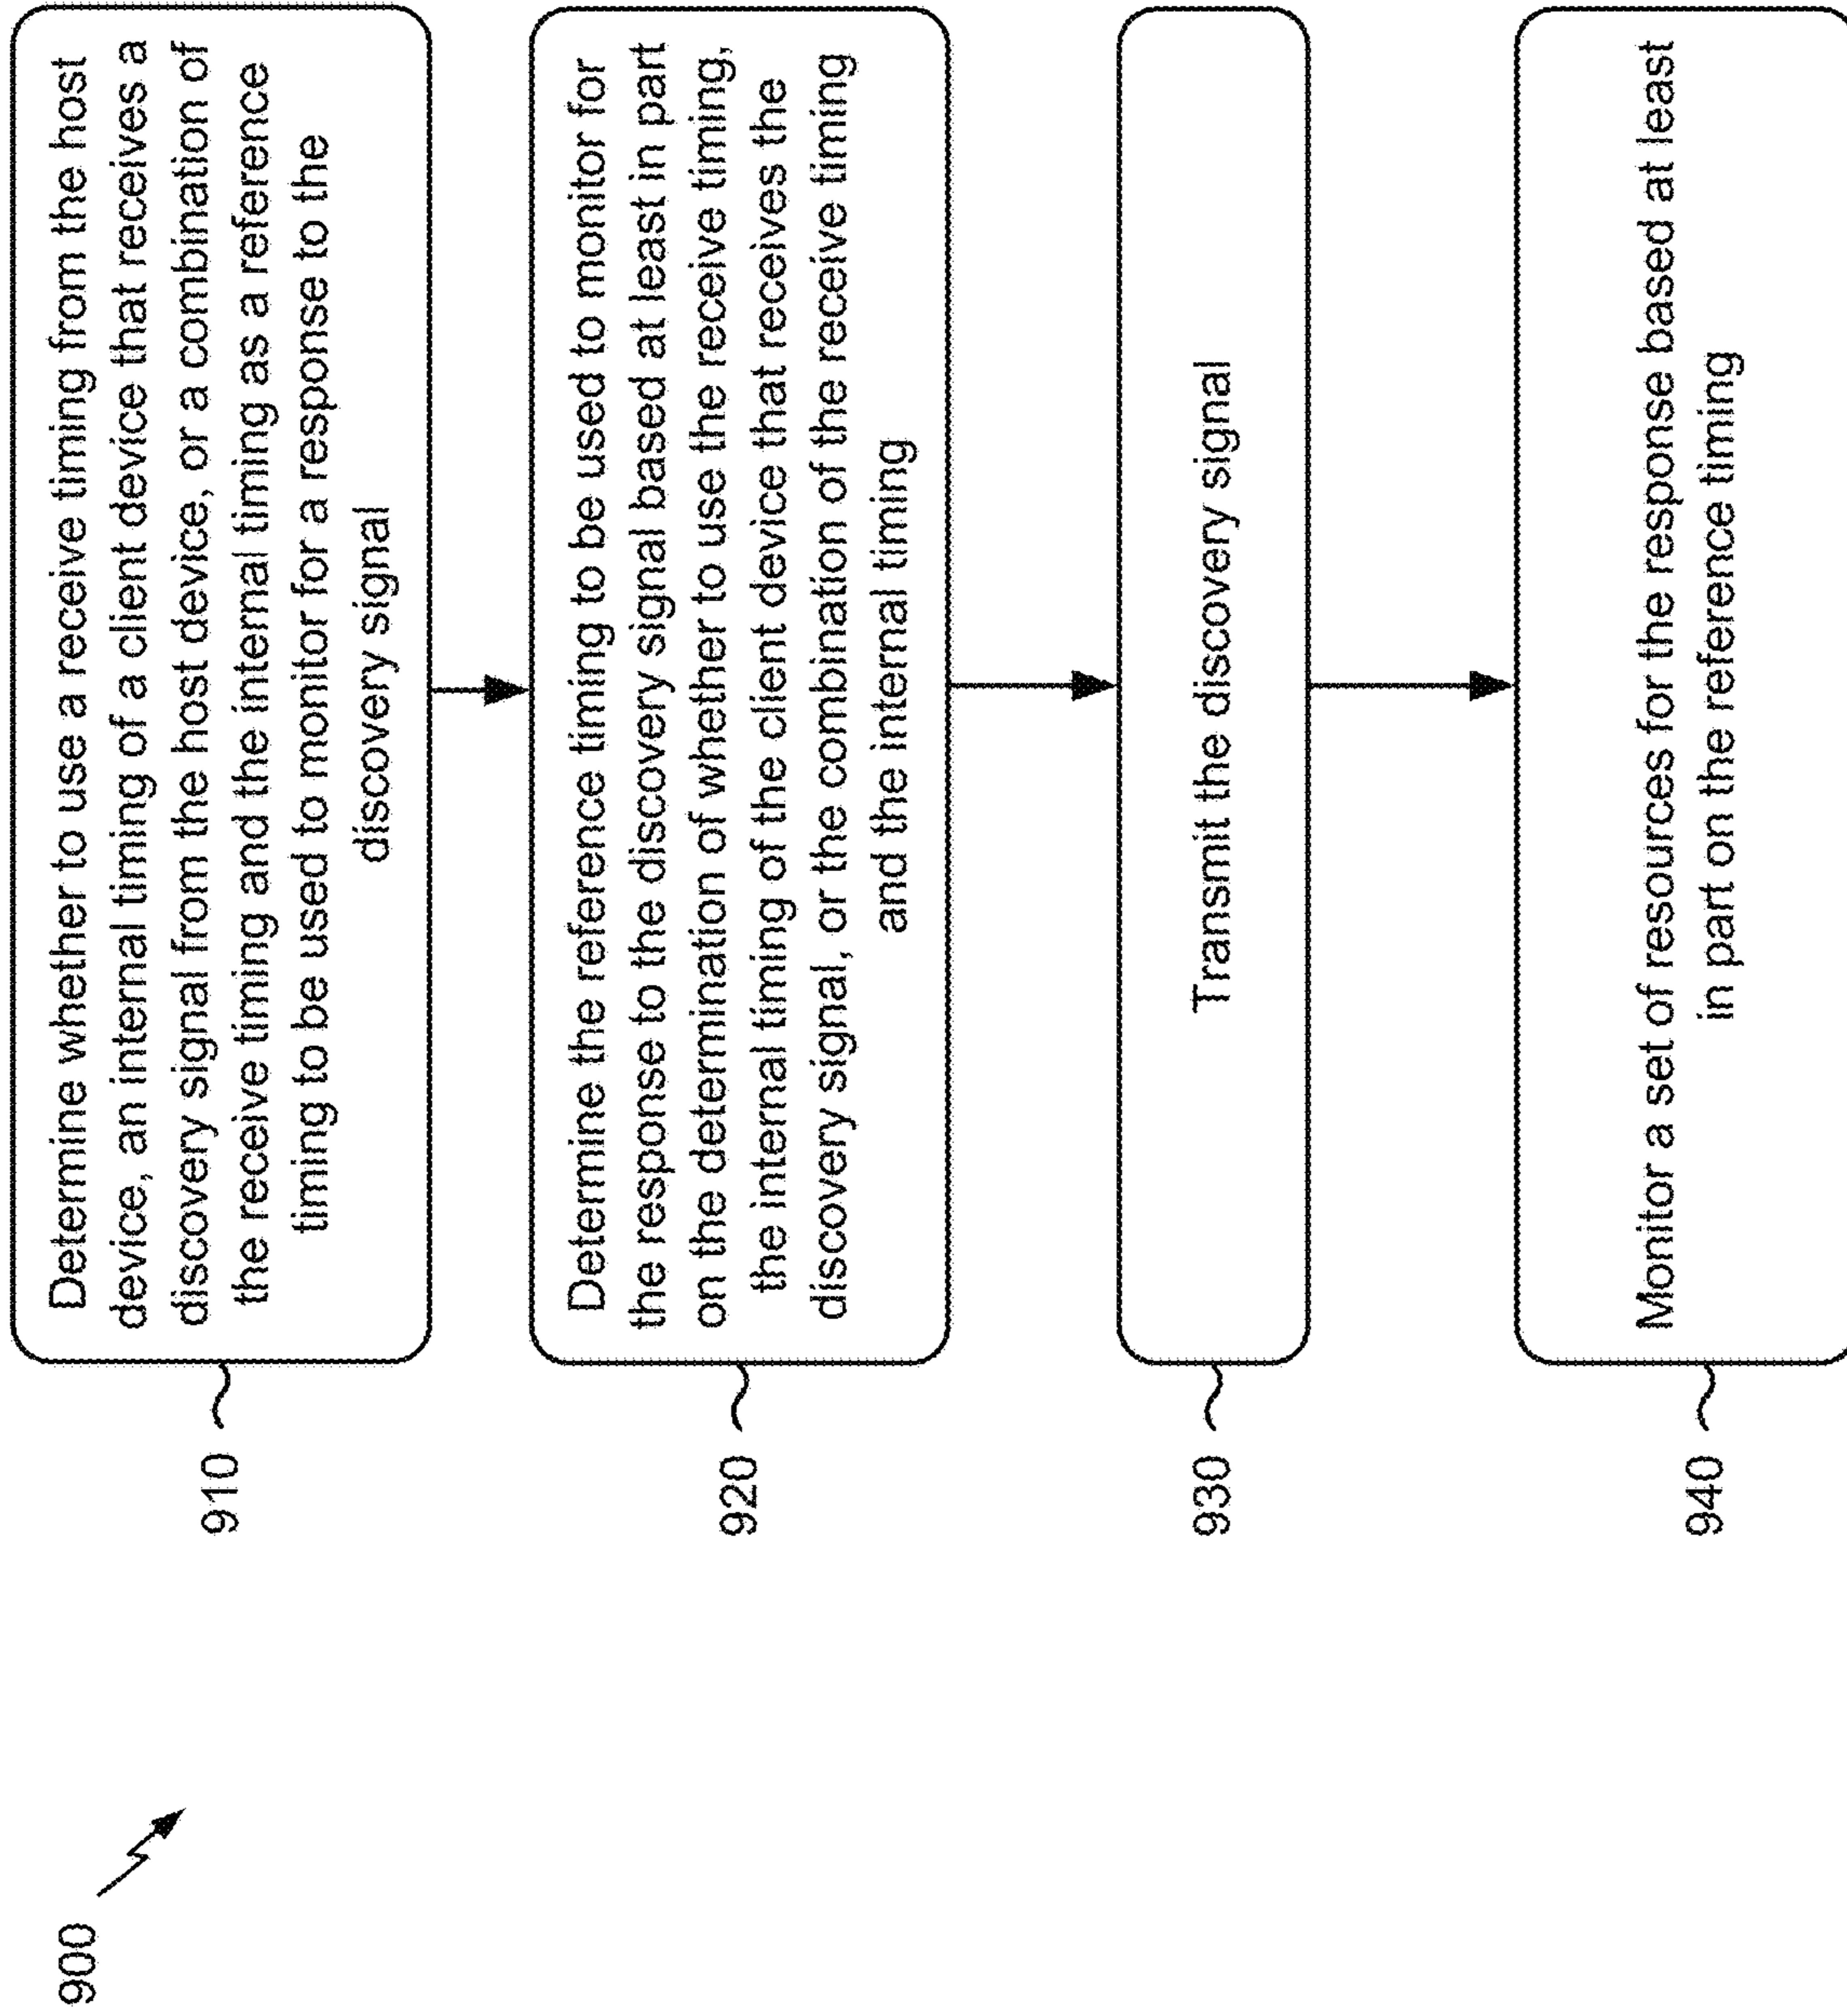 900
910
Determine whether to use a receive timing from the host
device, an internal timing of a client device that receives a
discovery signal from the host device, or a combination of
the receive timing and the internal timing as a reference
timing to be used to monitor for a response to the
discovery signal
920
Determine the reference timing to be used to monitor for
the response to the discovery signal based at least in part
on the determination of whether to use the receive timing,
the internal timing of the client device that receives the
discovery signal, or the combination of the receive timing
and the internal timing
930
Transmit the discovery signal
940
Monitor a set of resources for the response based at least
in part on the reference timing